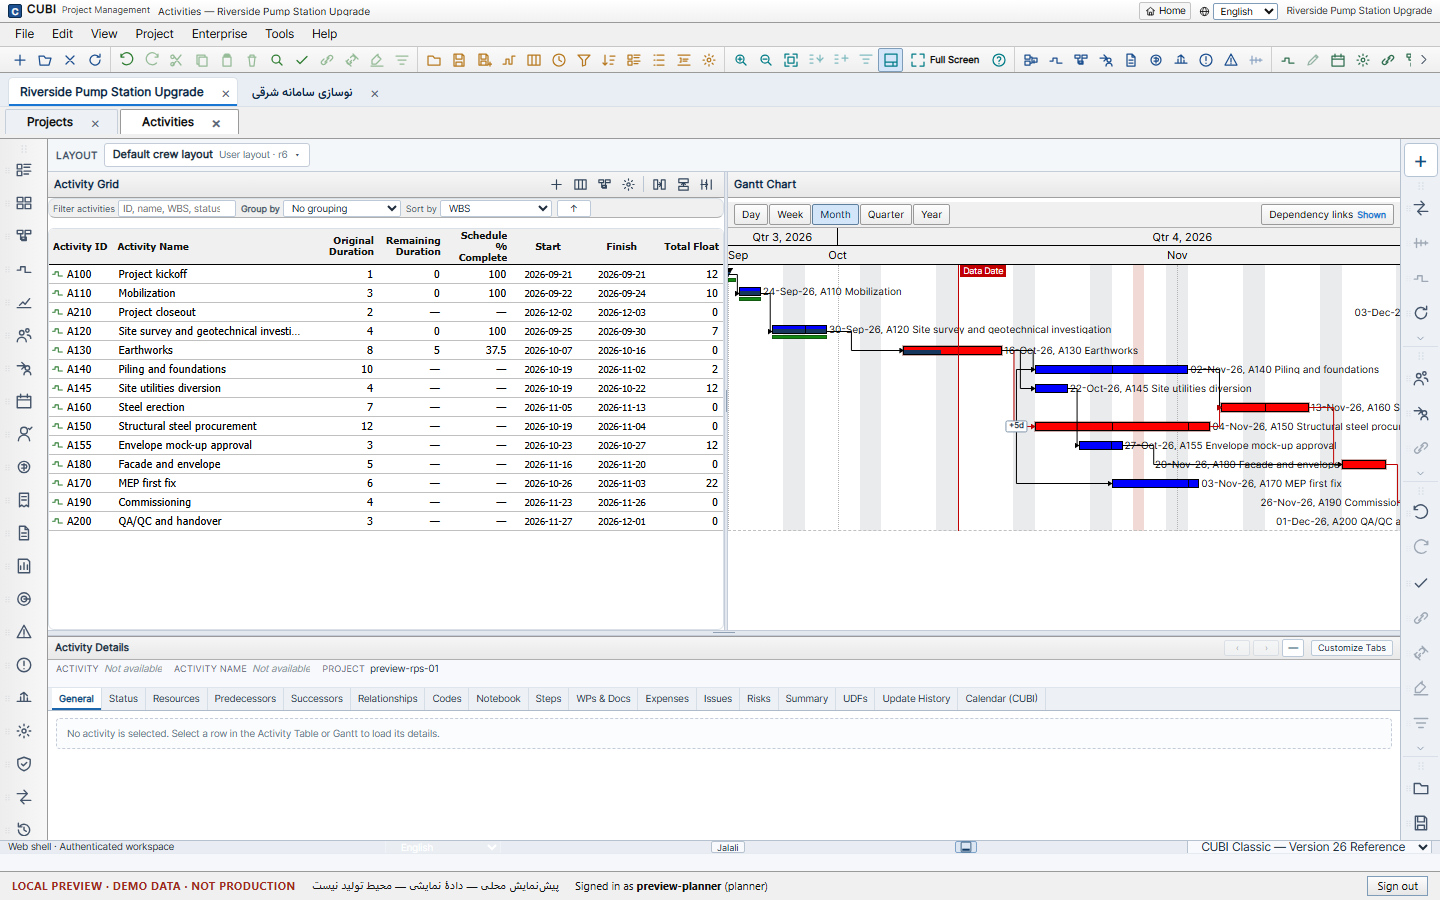 C CUBI Project Management Activities — Riverside Pump Station Upgrade Home English Riverside Pump Station Upgrade
File Edit View Project Enterprise Tools Help
Full Screen
Riverside Pump Station Upgrade × نوسازی سامانه شرقی ×
Projects × Activities ×
LAYOUT Default crew layout User layout · r6
Activity Grid
Filter activities ID, name, WBS, status Group by No grouping Sort by WBS ↑
Activity ID Activity Name Original Duration Remaining Duration Schedule % Complete Start Finish Total Float
A100 Project kickoff 1 0 100 2026-09-21 2026-09-21 12
A110 Mobilization 3 0 100 2026-09-22 2026-09-24 10
A210 Project closeout 2 — — 2026-12-02 2026-12-03 0
A120 Site survey and geotechnical investi... 4 0 100 2026-09-25 2026-09-30 7
A130 Earthworks 8 5 37.5 2026-10-07 2026-10-16 0
A140 Piling and foundations 10 — — 2026-10-19 2026-11-02 2
A145 Site utilities diversion 4 — — 2026-10-19 2026-10-22 12
A160 Steel erection 7 — — 2026-11-05 2026-11-13 0
A150 Structural steel procurement 12 — — 2026-10-19 2026-11-04 0
A155 Envelope mock-up approval 3 — — 2026-10-23 2026-10-27 12
A180 Facade and envelope 5 — — 2026-11-16 2026-11-20 0
A170 MEP first fix 6 — — 2026-10-26 2026-11-03 22
A190 Commissioning 4 — — 2026-11-23 2026-11-26 0
A200 QA/QC and handover 3 — — 2026-11-27 2026-12-01 0
Gantt Chart
Day Week Month Quarter Year Dependency links Shown
Qtr 3, 2026 Qtr 4, 2026
Sep Oct Nov
Data Date
24-Sep-26, A110 Mobilization
03-Dec-2
30-Sep-26, A120 Site survey and geotechnical investigation
16-Oct-26, A130 Earthworks
02-Nov-26, A140 Piling and foundations
22-Oct-26, A145 Site utilities diversion
13-Nov-26, A160 S
+5d 04-Nov-26, A150 Structural steel procur
27-Oct-26, A155 Envelope mock-up approval
20-Nov-26, A180 Facade and envelope
03-Nov-26, A170 MEP first fix
26-Nov-26, A190 Commission
01-Dec-26, A200 QA/QC a
Activity Details Customize Tabs
ACTIVITY Not available ACTIVITY NAME Not available PROJECT preview-rps-01
General Status Resources Predecessors Successors Relationships Codes Notebook Steps WPs & Docs Expenses Issues Risks Summary UDFs Update History Calendar (CUBI)
No activity is selected. Select a row in the Activity Table or Gantt to load its details.
Web shell · Authenticated workspace English Jalali CUBI Classic — Version 26 Reference
LOCAL PREVIEW · DEMO DATA · NOT PRODUCTION پیش‌نمایش محلی — دادهٔ نمایشی — محیط تولید نیست Signed in as preview-planner (planner) Sign out